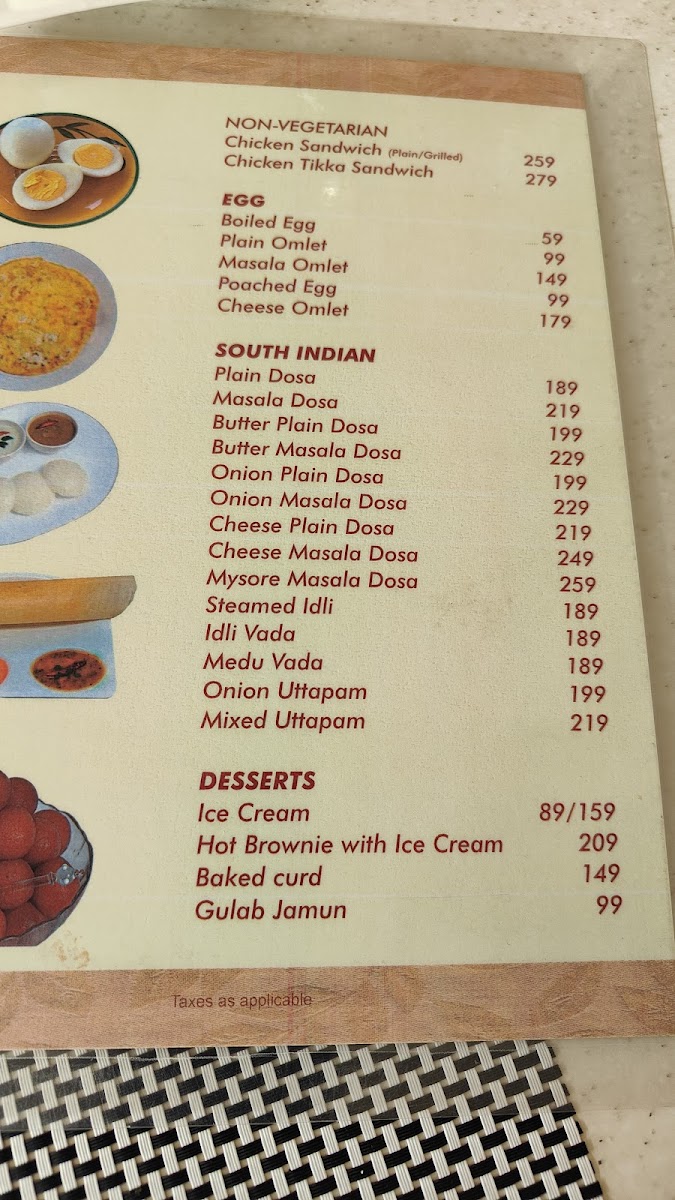 NON-VEGETARIAN
Chicken Sandwich (Plain/Grilled) 259
Chicken Tikka Sandwich 279
EGG
Boiled Egg 59
Plain Omlet 99
Masala Omlet 149
Poached Egg 99
Cheese Omlet 179
SOUTH INDIAN
Plain Dosa 189
Masala Dosa 219
Butter Plain Dosa 199
Butter Masala Dosa 229
Onion Plain Dosa 199
Onion Masala Dosa 229
Cheese Plain Dosa 219
Cheese Masala Dosa 249
Mysore Masala Dosa 259
Steamed Idli 189
Idli Vada 189
Medu Vada 189
Onion Uttapam 199
Mixed Uttapam 219
DESSERTS
Ice Cream 89/159
Hot Brownie with Ice Cream 209
Baked curd 149
Gulab Jamun 99
Taxes as applicable